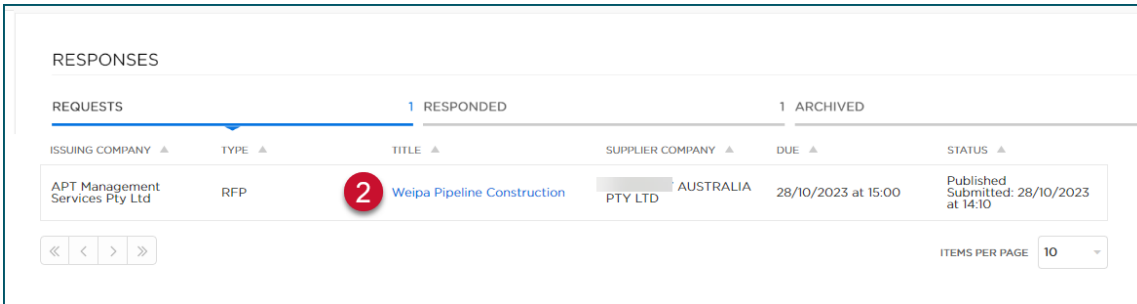 RESPONSES
REQUESTS 1 RESPONDED 1 ARCHIVED
ISSUING COMPANY TYPE TITLE SUPPLIER COMPANY DUE STATUS
APT Management Services Pty Ltd
RFP
2
Weipa Pipeline Construction
AUSTRALIA
PTY LTD
28/10/2023 at 15:00
Published
Submitted: 28/10/2023
at 14:10
ITEMS PER PAGE 10